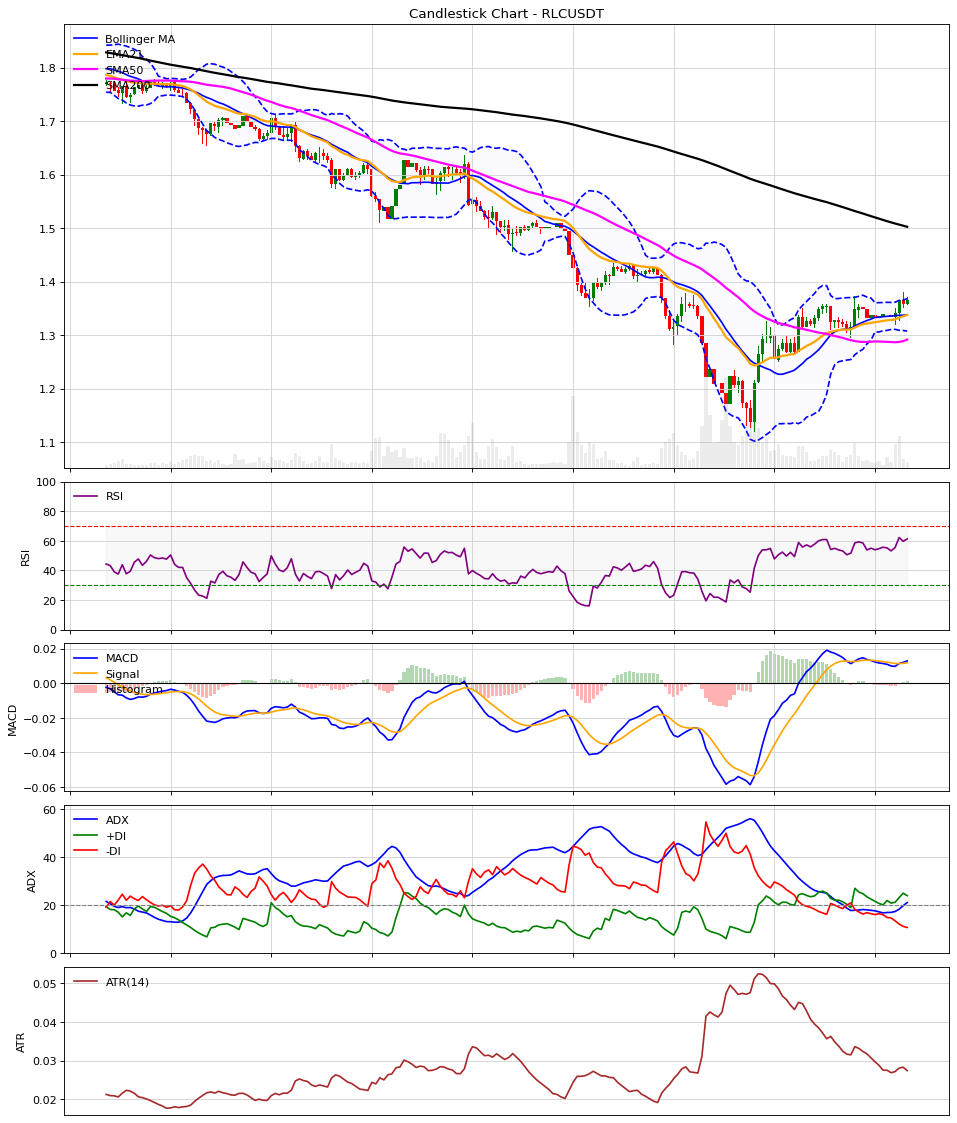 Candlestick Chart - RLCUSDT
Bollinger MA
EMA21
SMA50
SMA200
1.8
1.7
1.6
1.5
1.4
1.3
1.2
1.1
RSI
100
80
60
40
20
0
RSI
MACD
Signal
Histogram
0.02
0.00
−0.02
−0.04
−0.06
MACD
ADX
+DI
-DI
60
40
20
0
ADX
ATR(14)
0.05
0.04
0.03
0.02
ATR